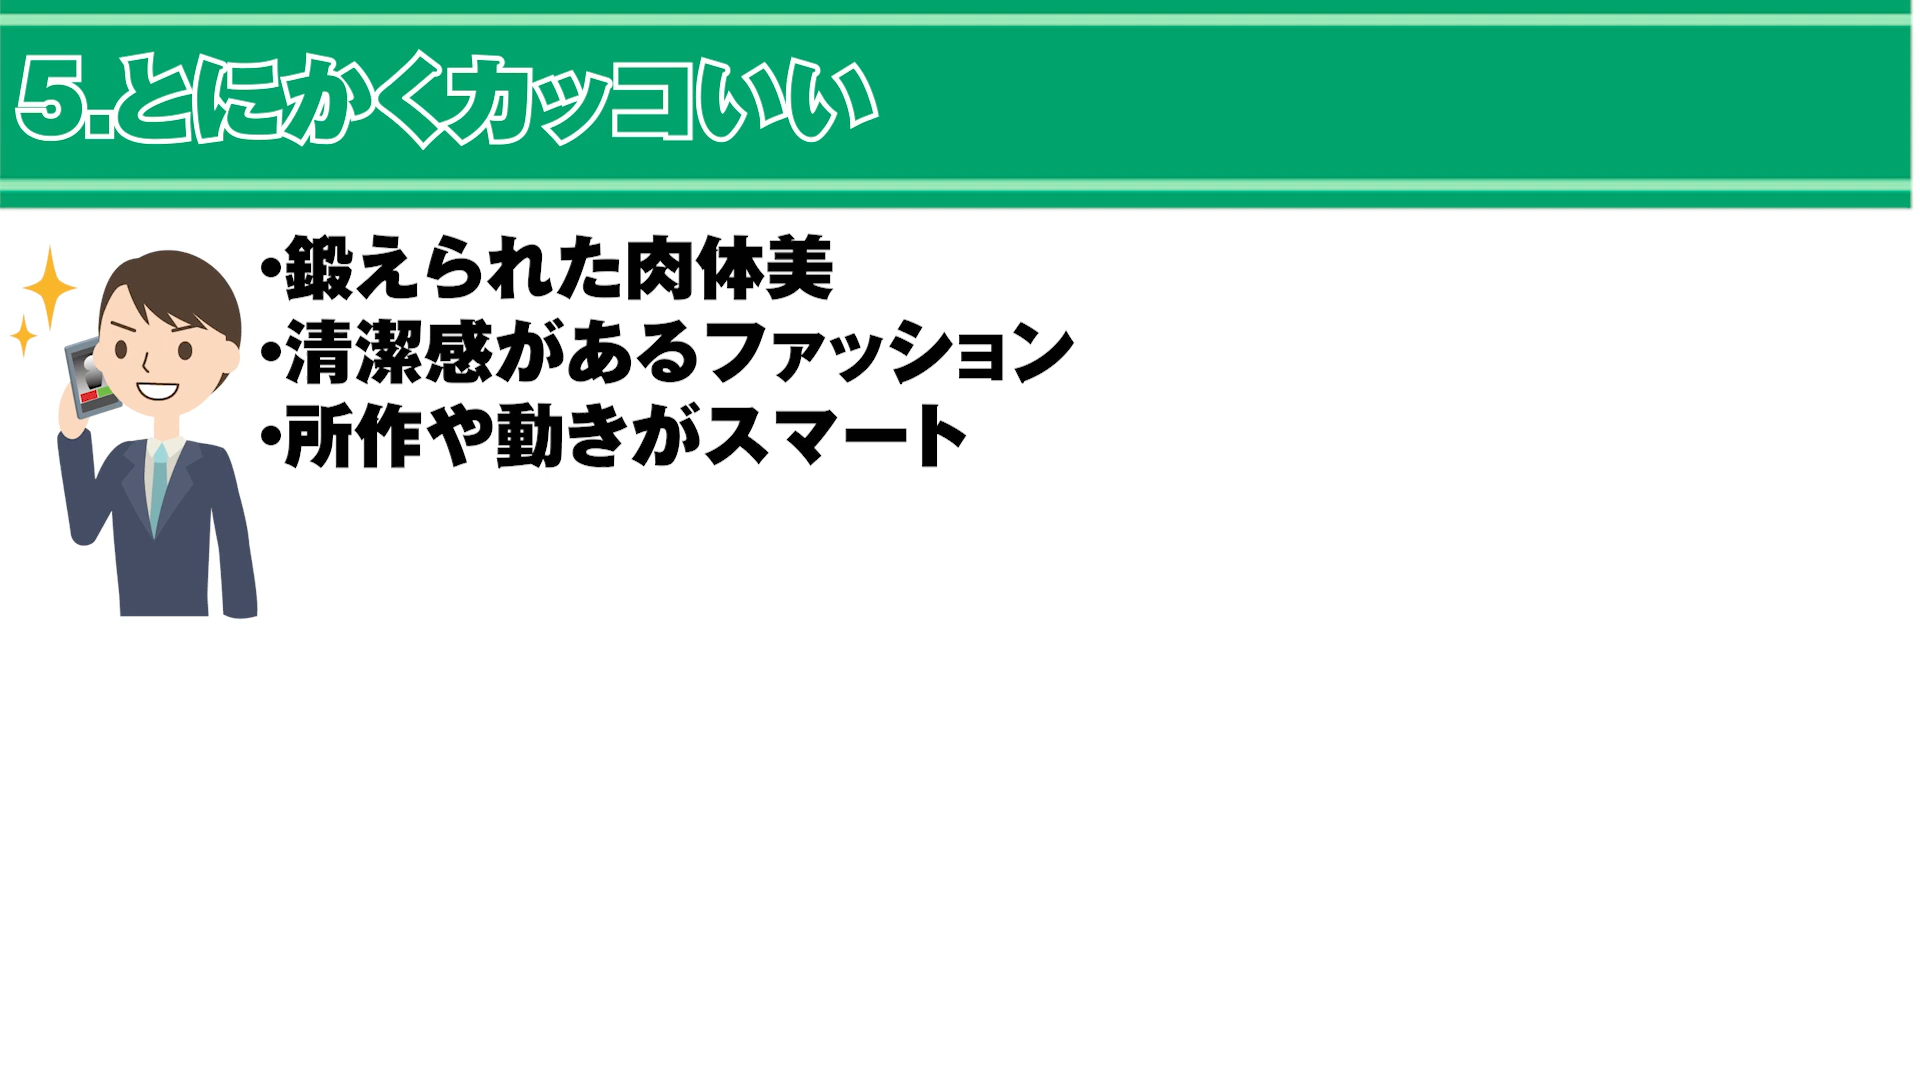 5.とにかくカッコいい
・鍛えられた肉体美
・清潔感があるファッション
・所作や動きがスマート